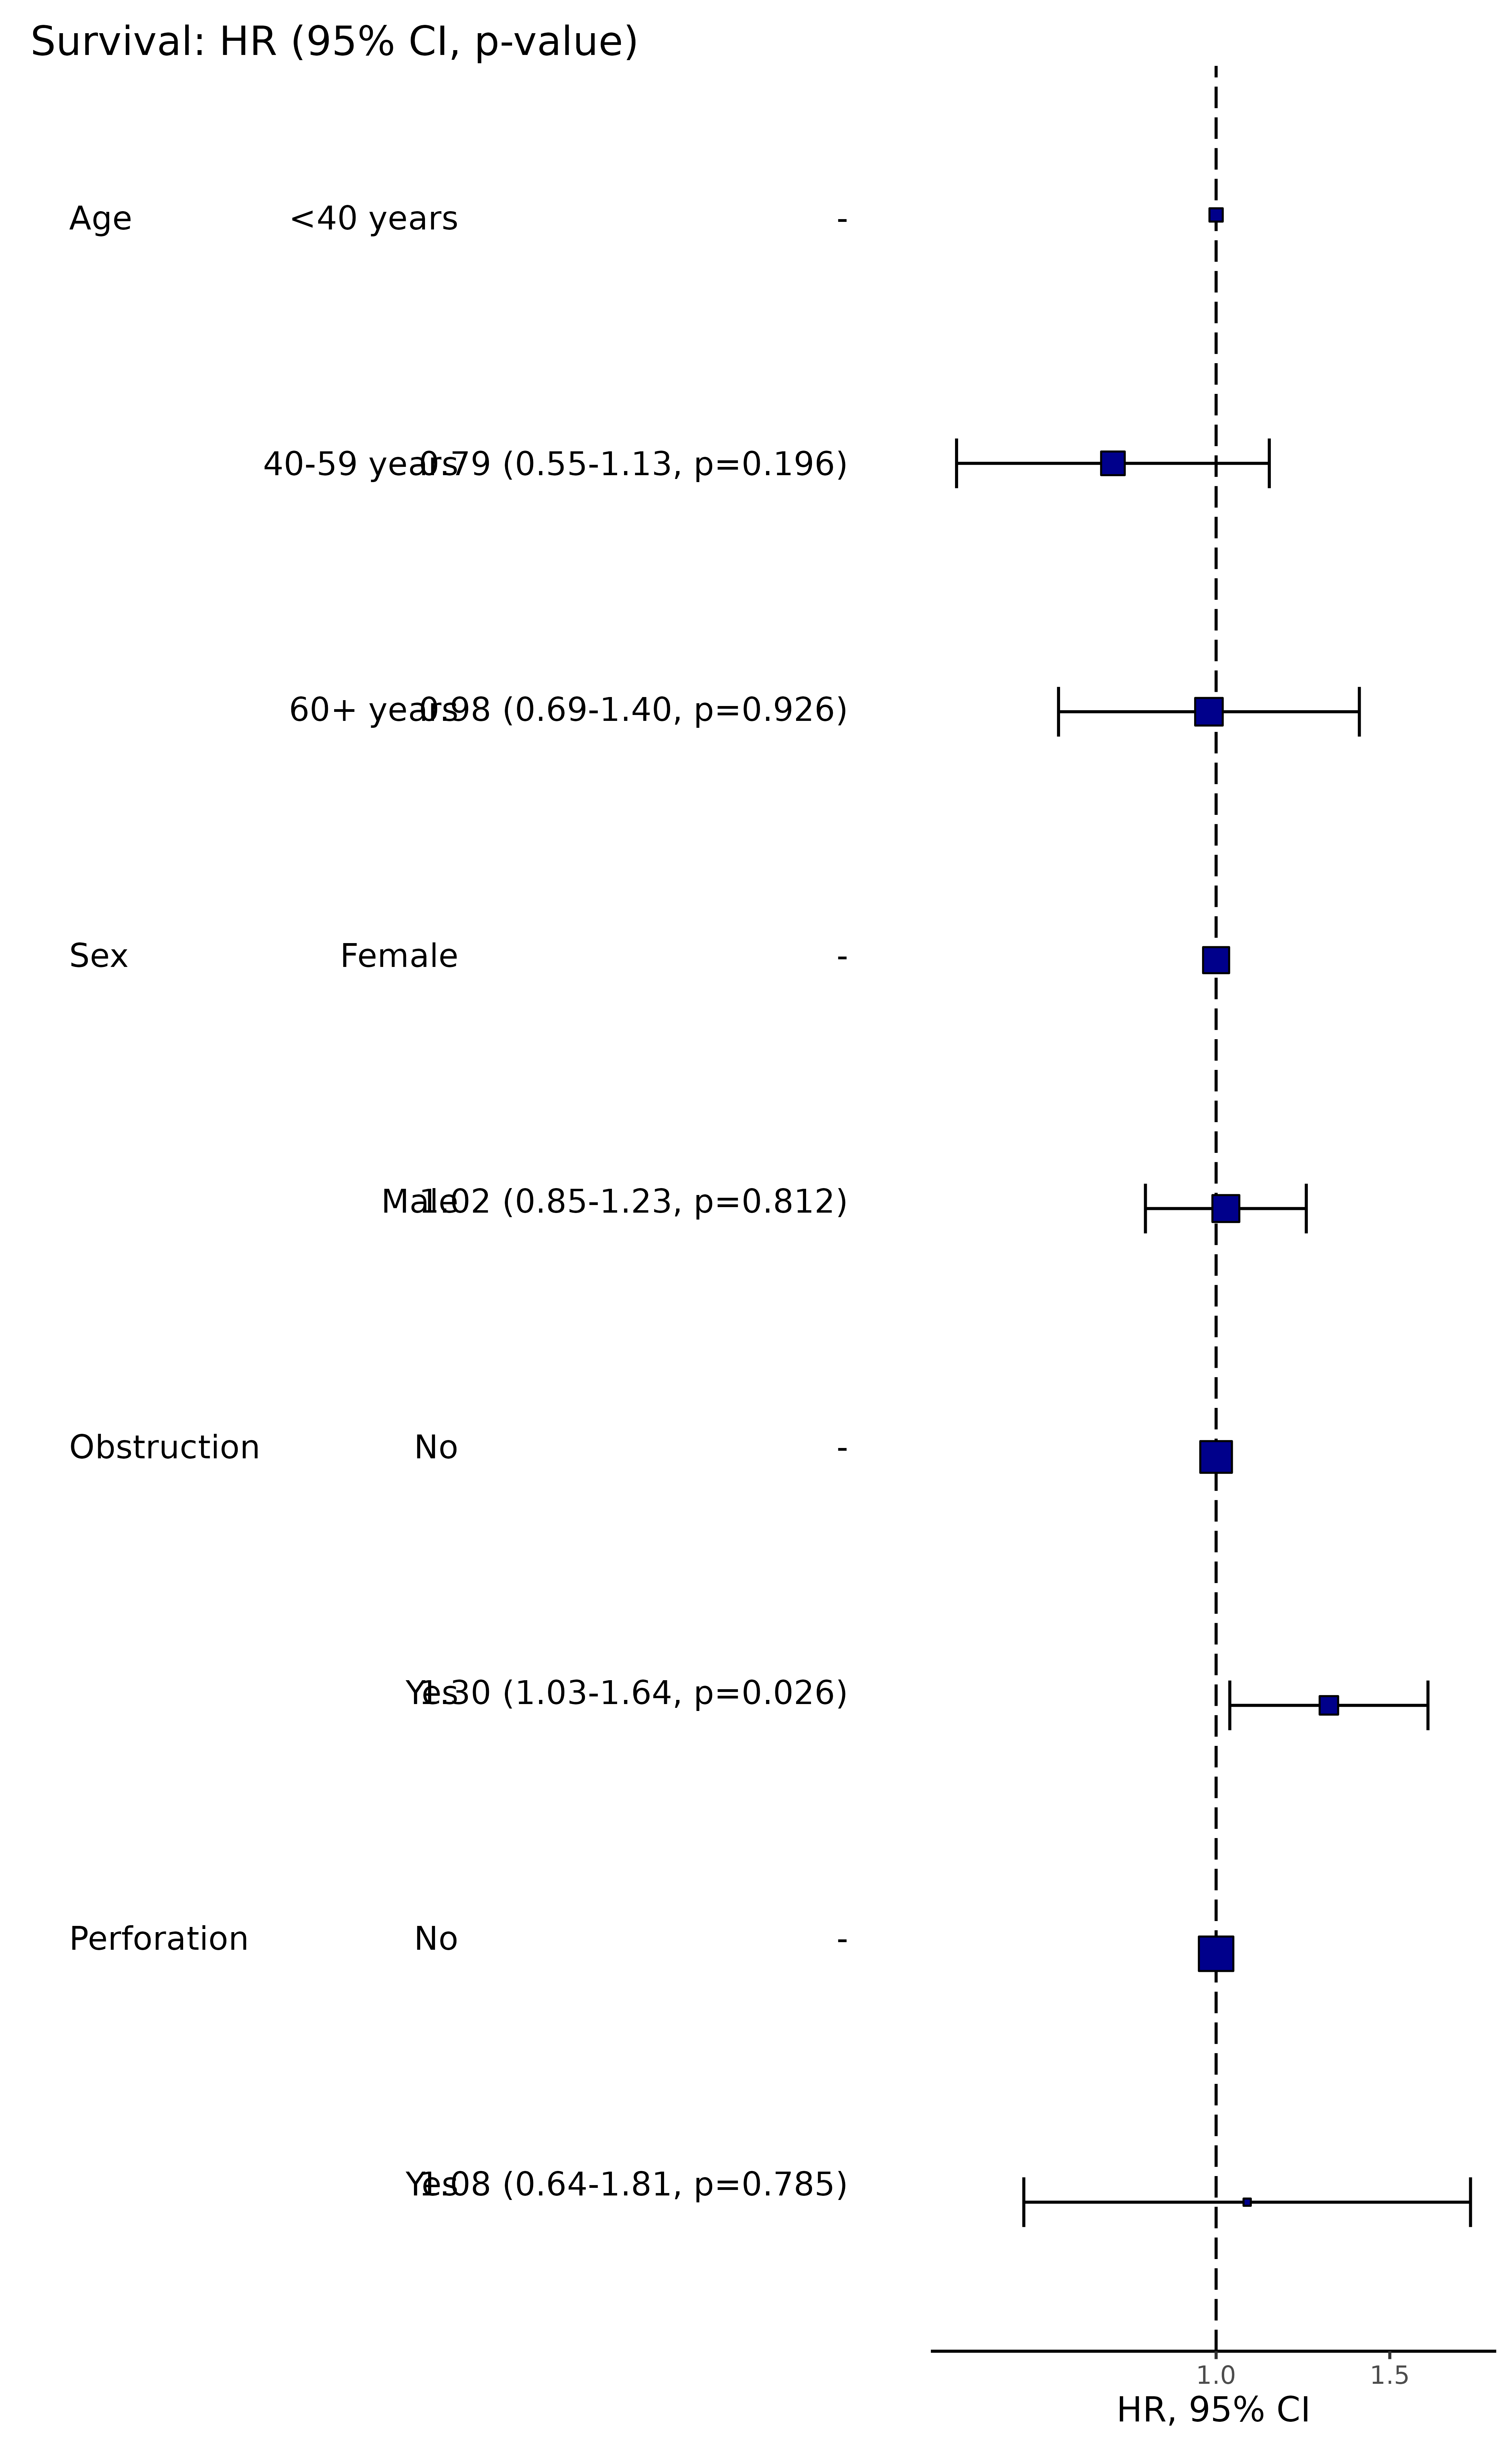 Survival: HR (95% CI, p-value)
Age <40 years -
40-59 years 0.79 (0.55-1.13, p=0.196)
60+ years 0.98 (0.69-1.40, p=0.926)
Sex Female -
Male 1.02 (0.85-1.23, p=0.812)
Obstruction No -
Yes 1.30 (1.03-1.64, p=0.026)
Perforation No -
Yes 1.08 (0.64-1.81, p=0.785)
1.0 1.5
HR, 95% CI